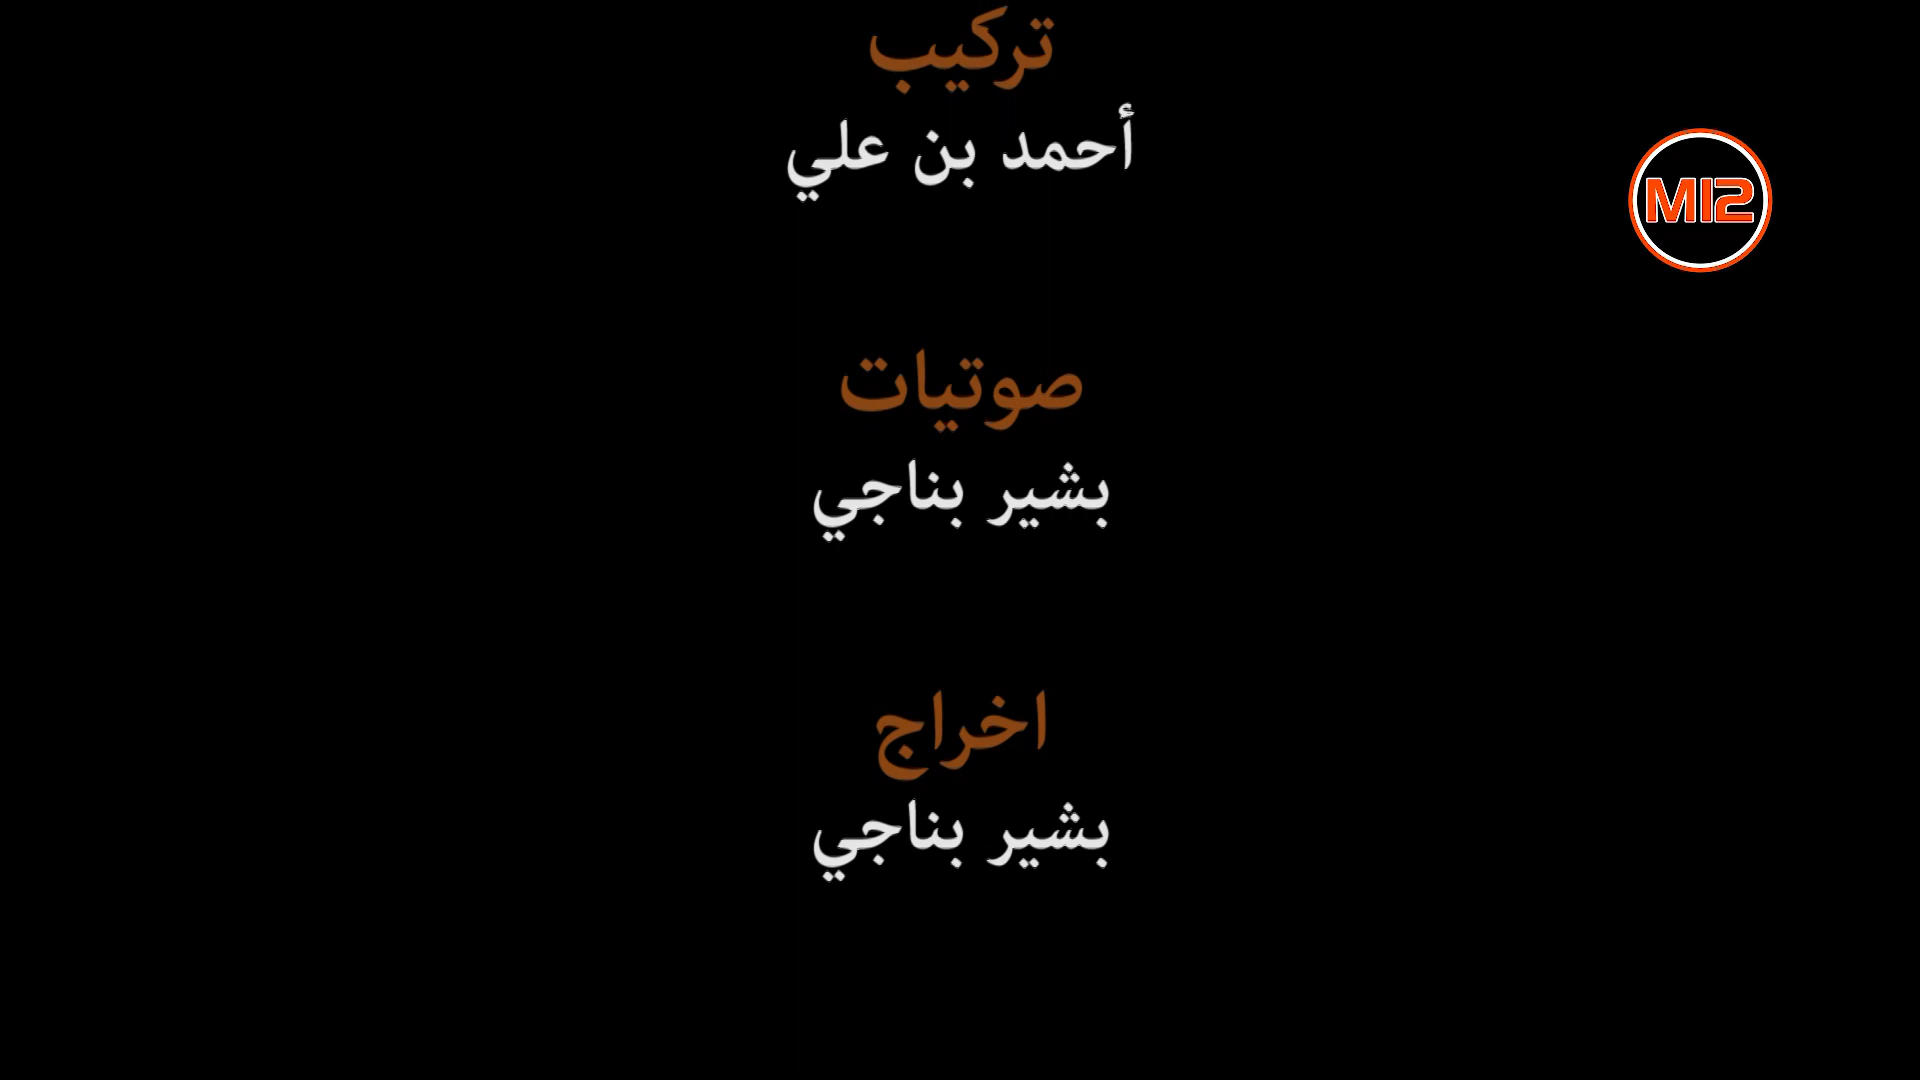 تركيب
أحمد بن علي
M12
صوتيات
بشير بناجي
اخراج
بشير بناجي